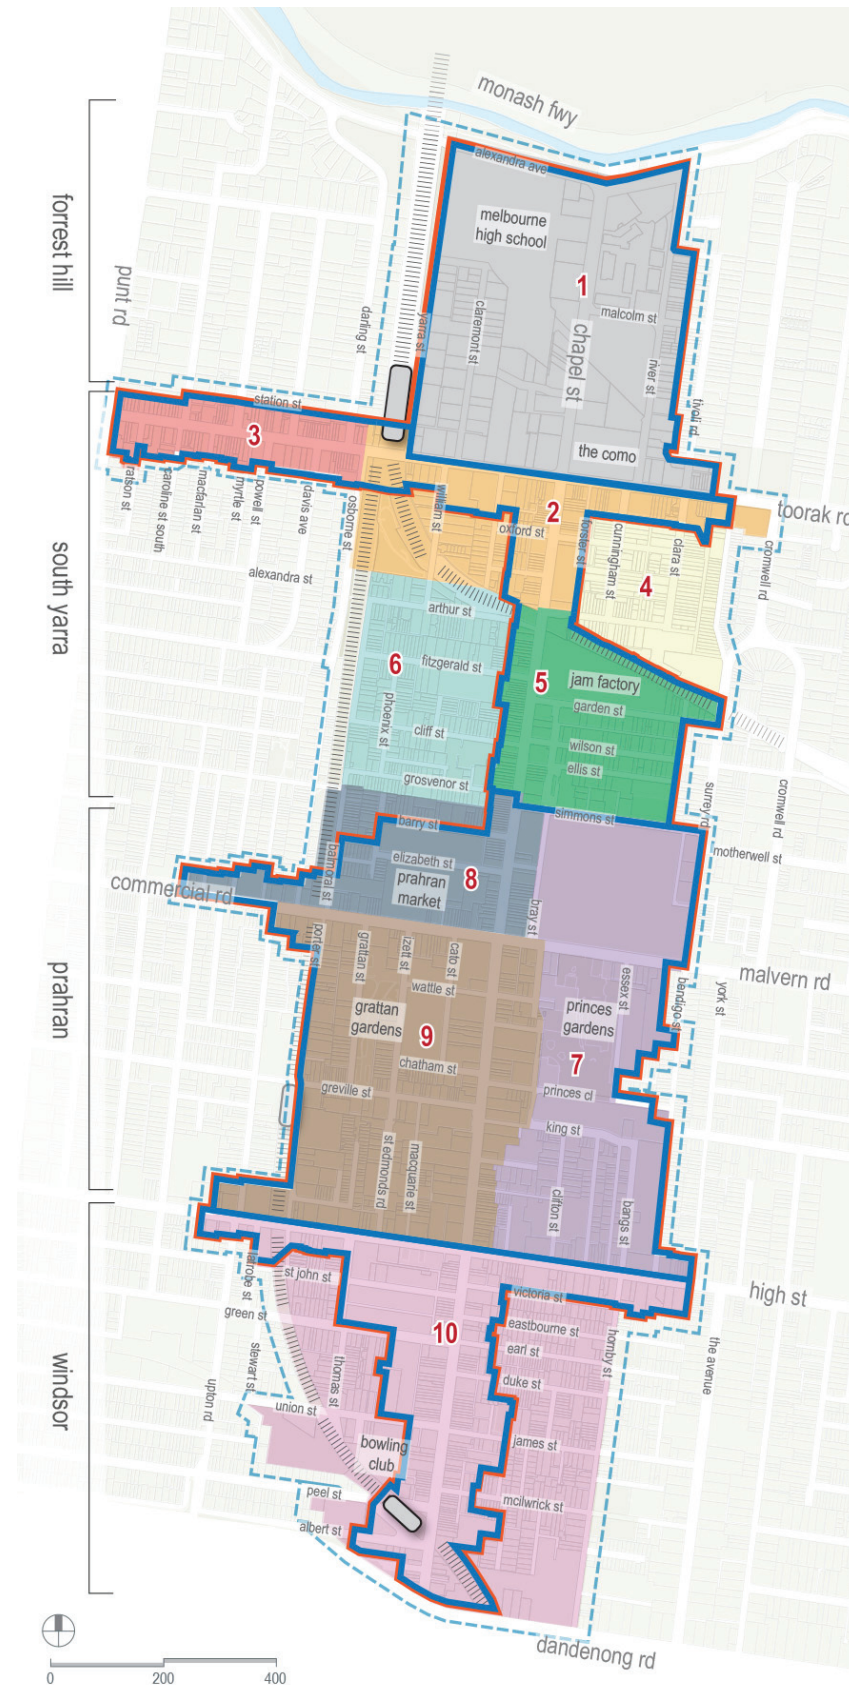 monash fwy
alexandra ave
melbourne
high school
forrest hill
punt rd
darling st
yarra st
claremont st
1
malcolm st
chapel st
river st
tivoli rd
station st
3
the como
toorak rd
ralson st
caroline st south
macfarlan st
myrtle st
powell st
davis ave
osborne st
william st
2
oxford st
forster st
cunningham st
clara st
cromwell rd
south yarra
alexandra st
arthur st
4
6
fitzgerald st
5
jam factory
garden st
phoenix st
cliff st
wilson st
ellis st
grosvenor st
surrey rd
cromwell rd
simmons st
barry st
motherwell st
balmoral st
elizabeth st
commercial rd
prahran
market
8
bray st
porter st
grattan st
izett st
cato st
malvern rd
essex st
bendigo st
york st
prahran
wattle st
grattan
gardens
9
princes
gardens
7
chatham st
greville st
princes cl
king st
st edmonds rd
macquarie st
clifton st
bangs st
larrobe st
st john st
victoria st
high st
green st
10
eastbourne st
earl st
hornby st
the avenue
windsor
upton rd
stewart st
thomas st
duke st
union st
bowling
club
james st
peel st
mcilwrick st
albert st
dandenong rd
0 200 400